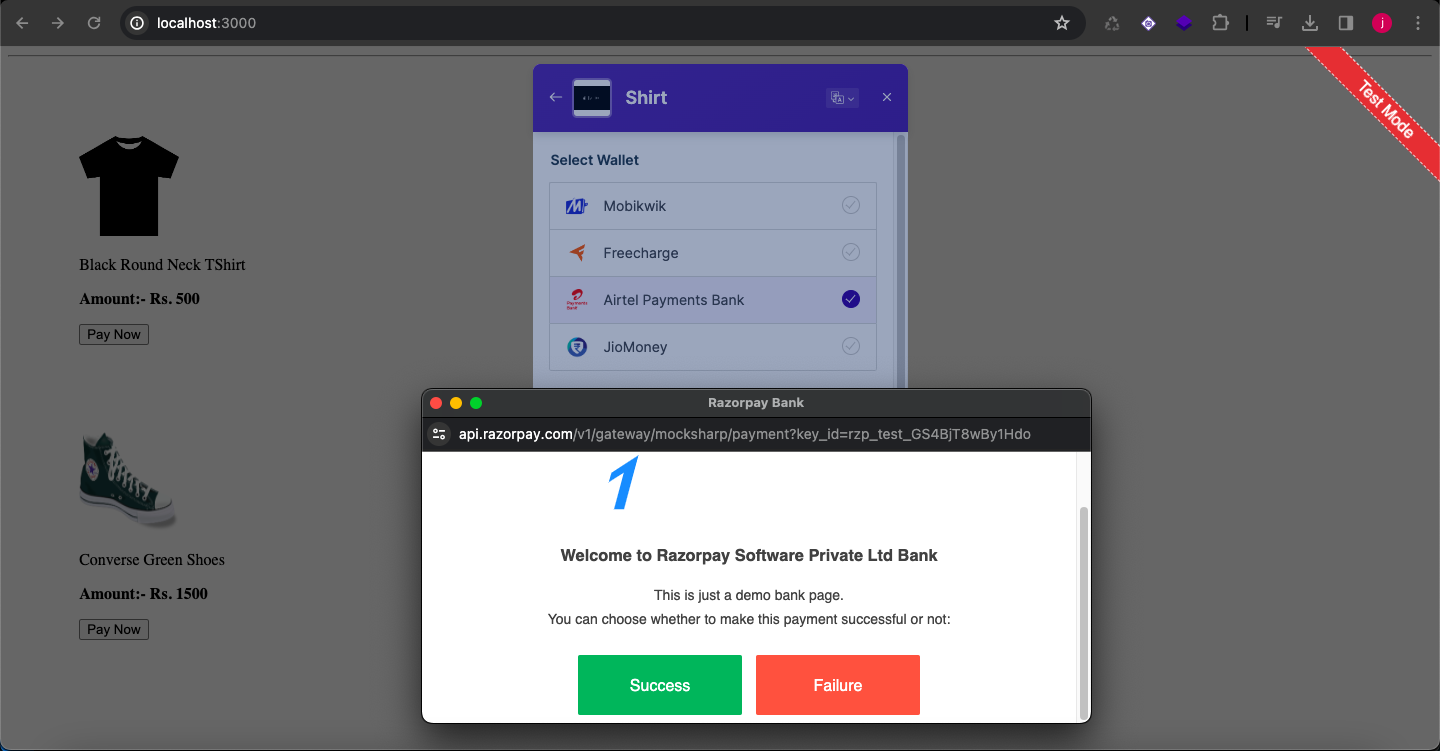 localhost:3000
j
Test Mode
Shirt
Select Wallet
Mobikwik
Freecharge
Payments
Bank
Airtel Payments Bank
JioMoney
Black Round Neck TShirt
Amount:- Rs. 500
Pay Now
Converse Green Shoes
Amount:- Rs. 1500
Pay Now
Razorpay Bank
api.razorpay.com/v1/gateway/mocksharp/payment?key_id=rzp_test_GS4BjT8wBy1Hdo
1
Welcome to Razorpay Software Private Ltd Bank
This is just a demo bank page.
You can choose whether to make this payment successful or not:
Success
Failure